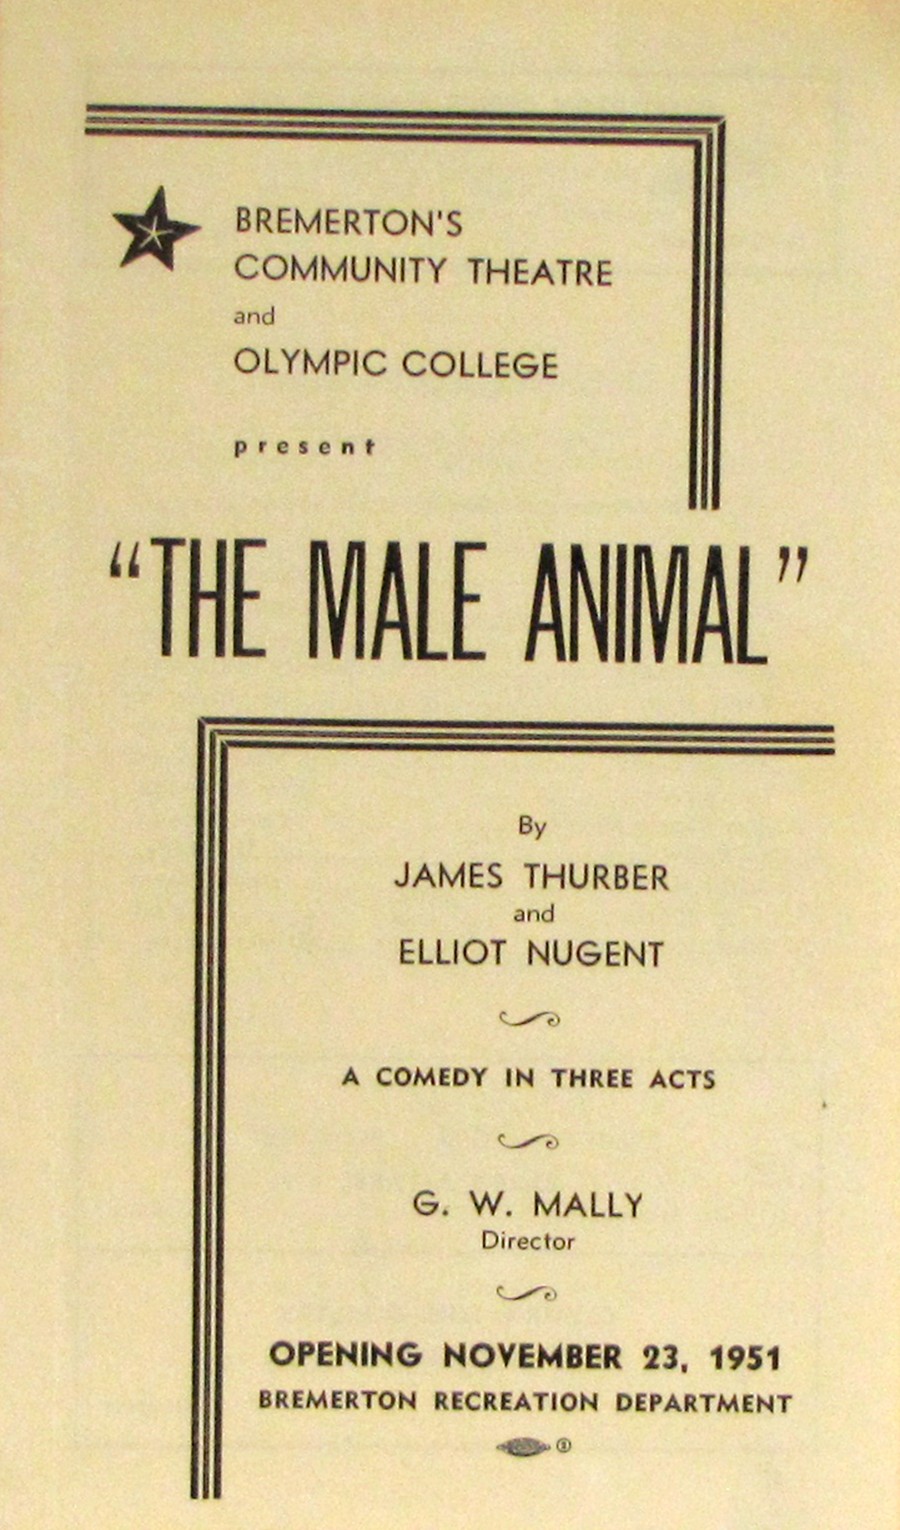 BREMERTON'S
COMMUNITY THEATRE
and
OLYMPIC COLLEGE
present
“THE MALE ANIMAL”
By
JAMES THURBER
and
ELLIOT NUGENT
A COMEDY IN THREE ACTS
G. W. MALLY
Director
OPENING NOVEMBER 23, 1951
BREMERTON RECREATION DEPARTMENT